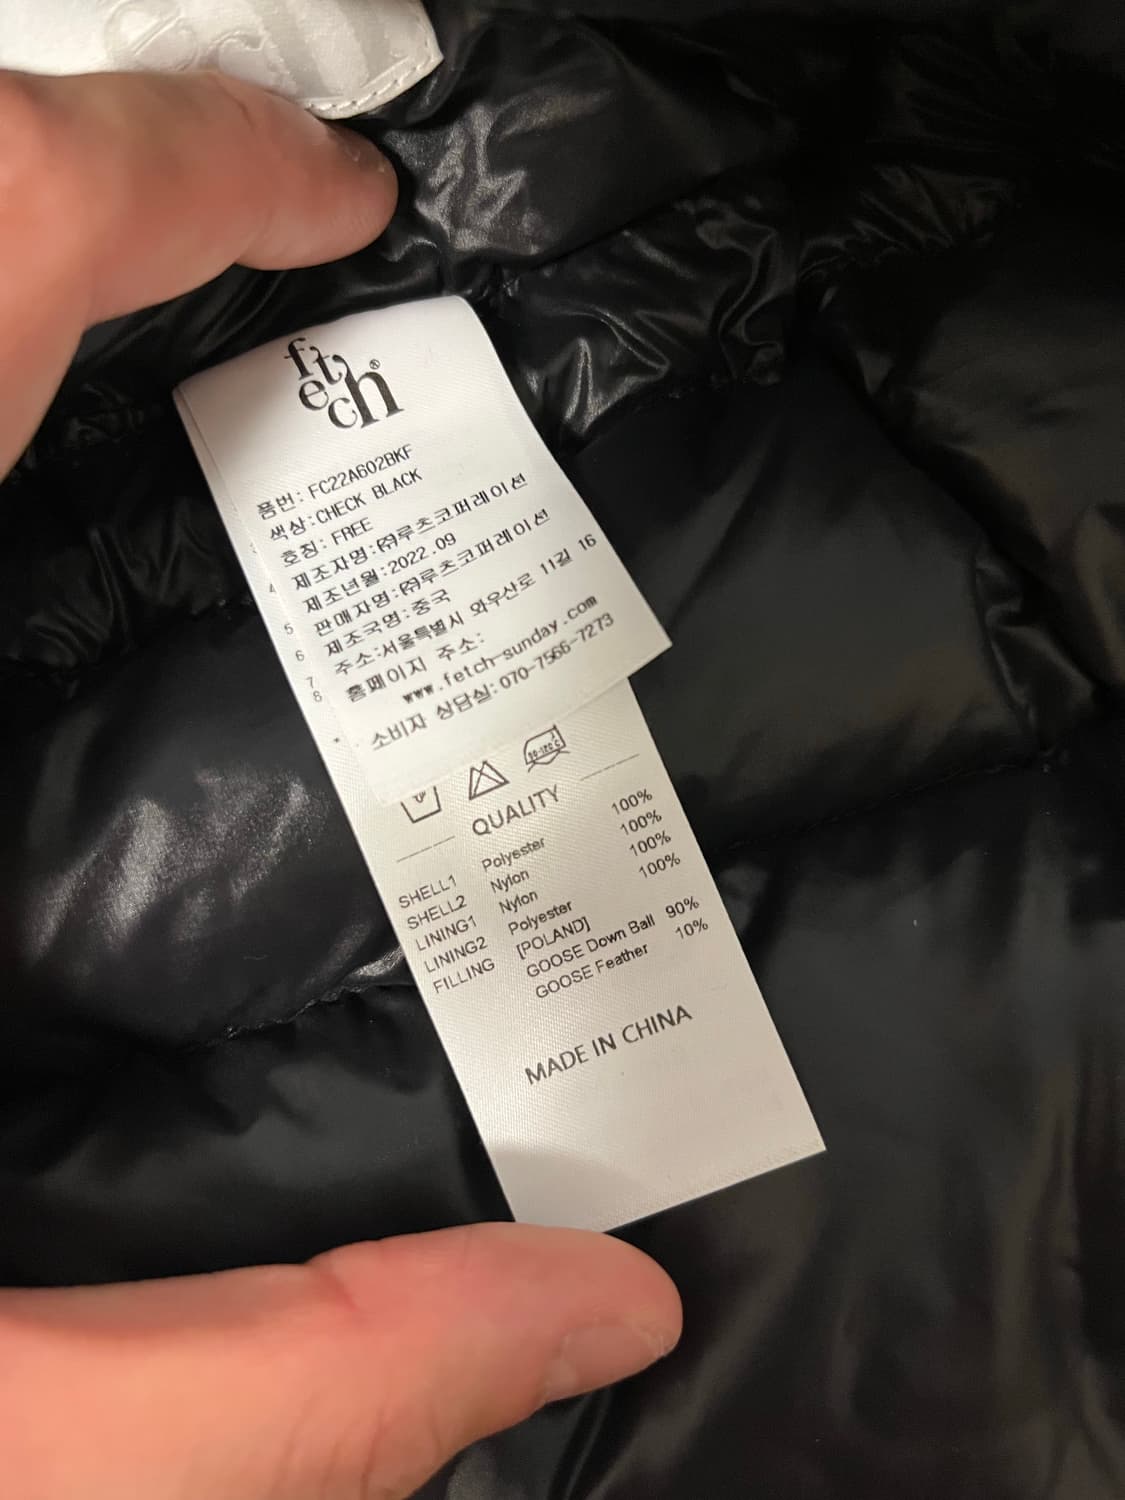 fetch®
품번: FC22A602BKF
색상:CHECK BLACK
호칭: FREE
제조자명:㈜루츠코퍼레이션
제조년월:2022.09
판매자명:㈜루츠코퍼레이션
제조국명:중국
주소:서울특별시 와우산로 11길 16
홈페이지 주소:
www.fetch-sunday.com
소비자 상담실:070-7566-7273
4
5
6
7
8
QUALITY
SHELL1 Polyester 100%
SHELL2 Nylon 100%
LINING1 Nylon 100%
LINING2 Polyester 100%
FILLING [POLAND]
GOOSE Down Ball 90%
GOOSE Feather 10%
MADE IN CHINA